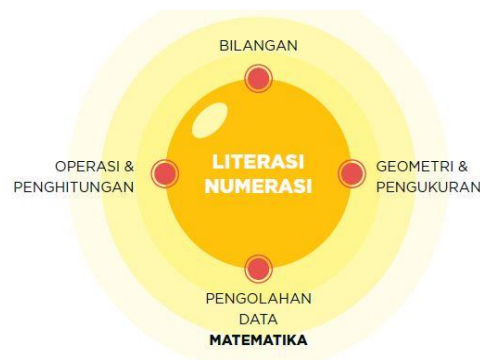 BILANGAN
OPERASI &
PENGHITUNGAN
LITERASI
NUMERASI
GEOMETRI &
PENGUKURAN
PENGOLAHAN
DATA
MATEMATIKA